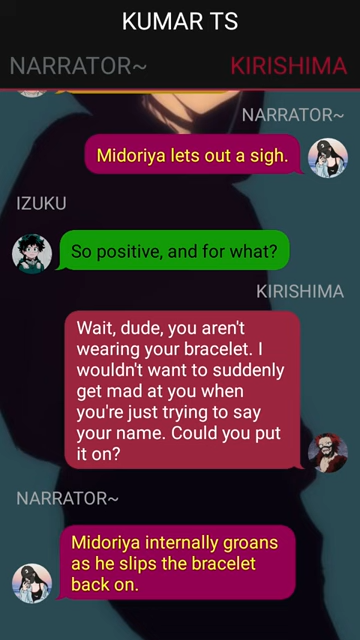 KUMAR TS
NARRATOR~ KIRISHIMA
NARRATOR~
Midoriya lets out a sigh.
IZUKU
So positive, and for what?
KIRISHIMA
Wait, dude, you aren't
wearing your bracelet. I
wouldn't want to suddenly
get mad at you when
you're just trying to say
your name. Could you put
it on?
NARRATOR~
Midoriya internally groans
as he slips the bracelet
back on.